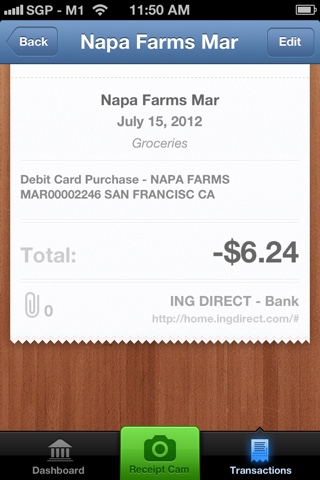 SGP - M1 11:50 AM
Back Napa Farms Mar Edit
Napa Farms Mar
July 15, 2012
Groceries
Debit Card Purchase - NAPA FARMS
MAR00002246 SAN FRANCISC CA
Total: -$6.24
0 ING DIRECT - Bank
http://home.ingdirect.com/#
Dashboard Receipt Cam Transactions